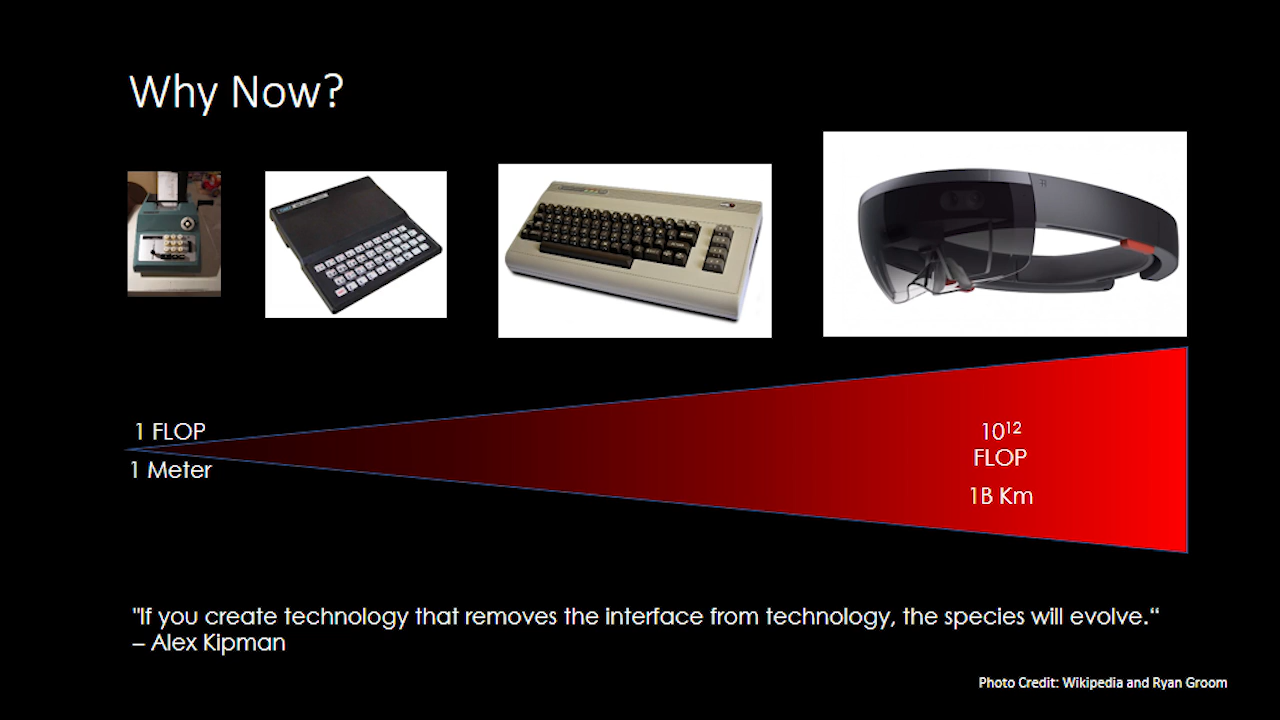 Why Now?
1 FLOP
1 Meter
10¹²
FLOP
1B Km
"If you create technology that removes the interface from technology, the species will evolve.“
– Alex Kipman
Photo Credit: Wikipedia and Ryan Groom